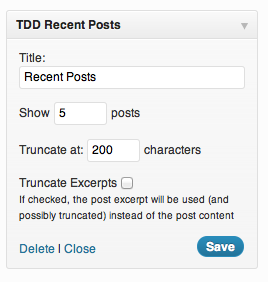 TDD Recent Posts
Title:
Recent Posts
Show 5 posts
Truncate at: 200 characters
Truncate Excerpts
If checked, the post excerpt will be used (and
possibly truncated) instead of the post content
Delete | Close Save